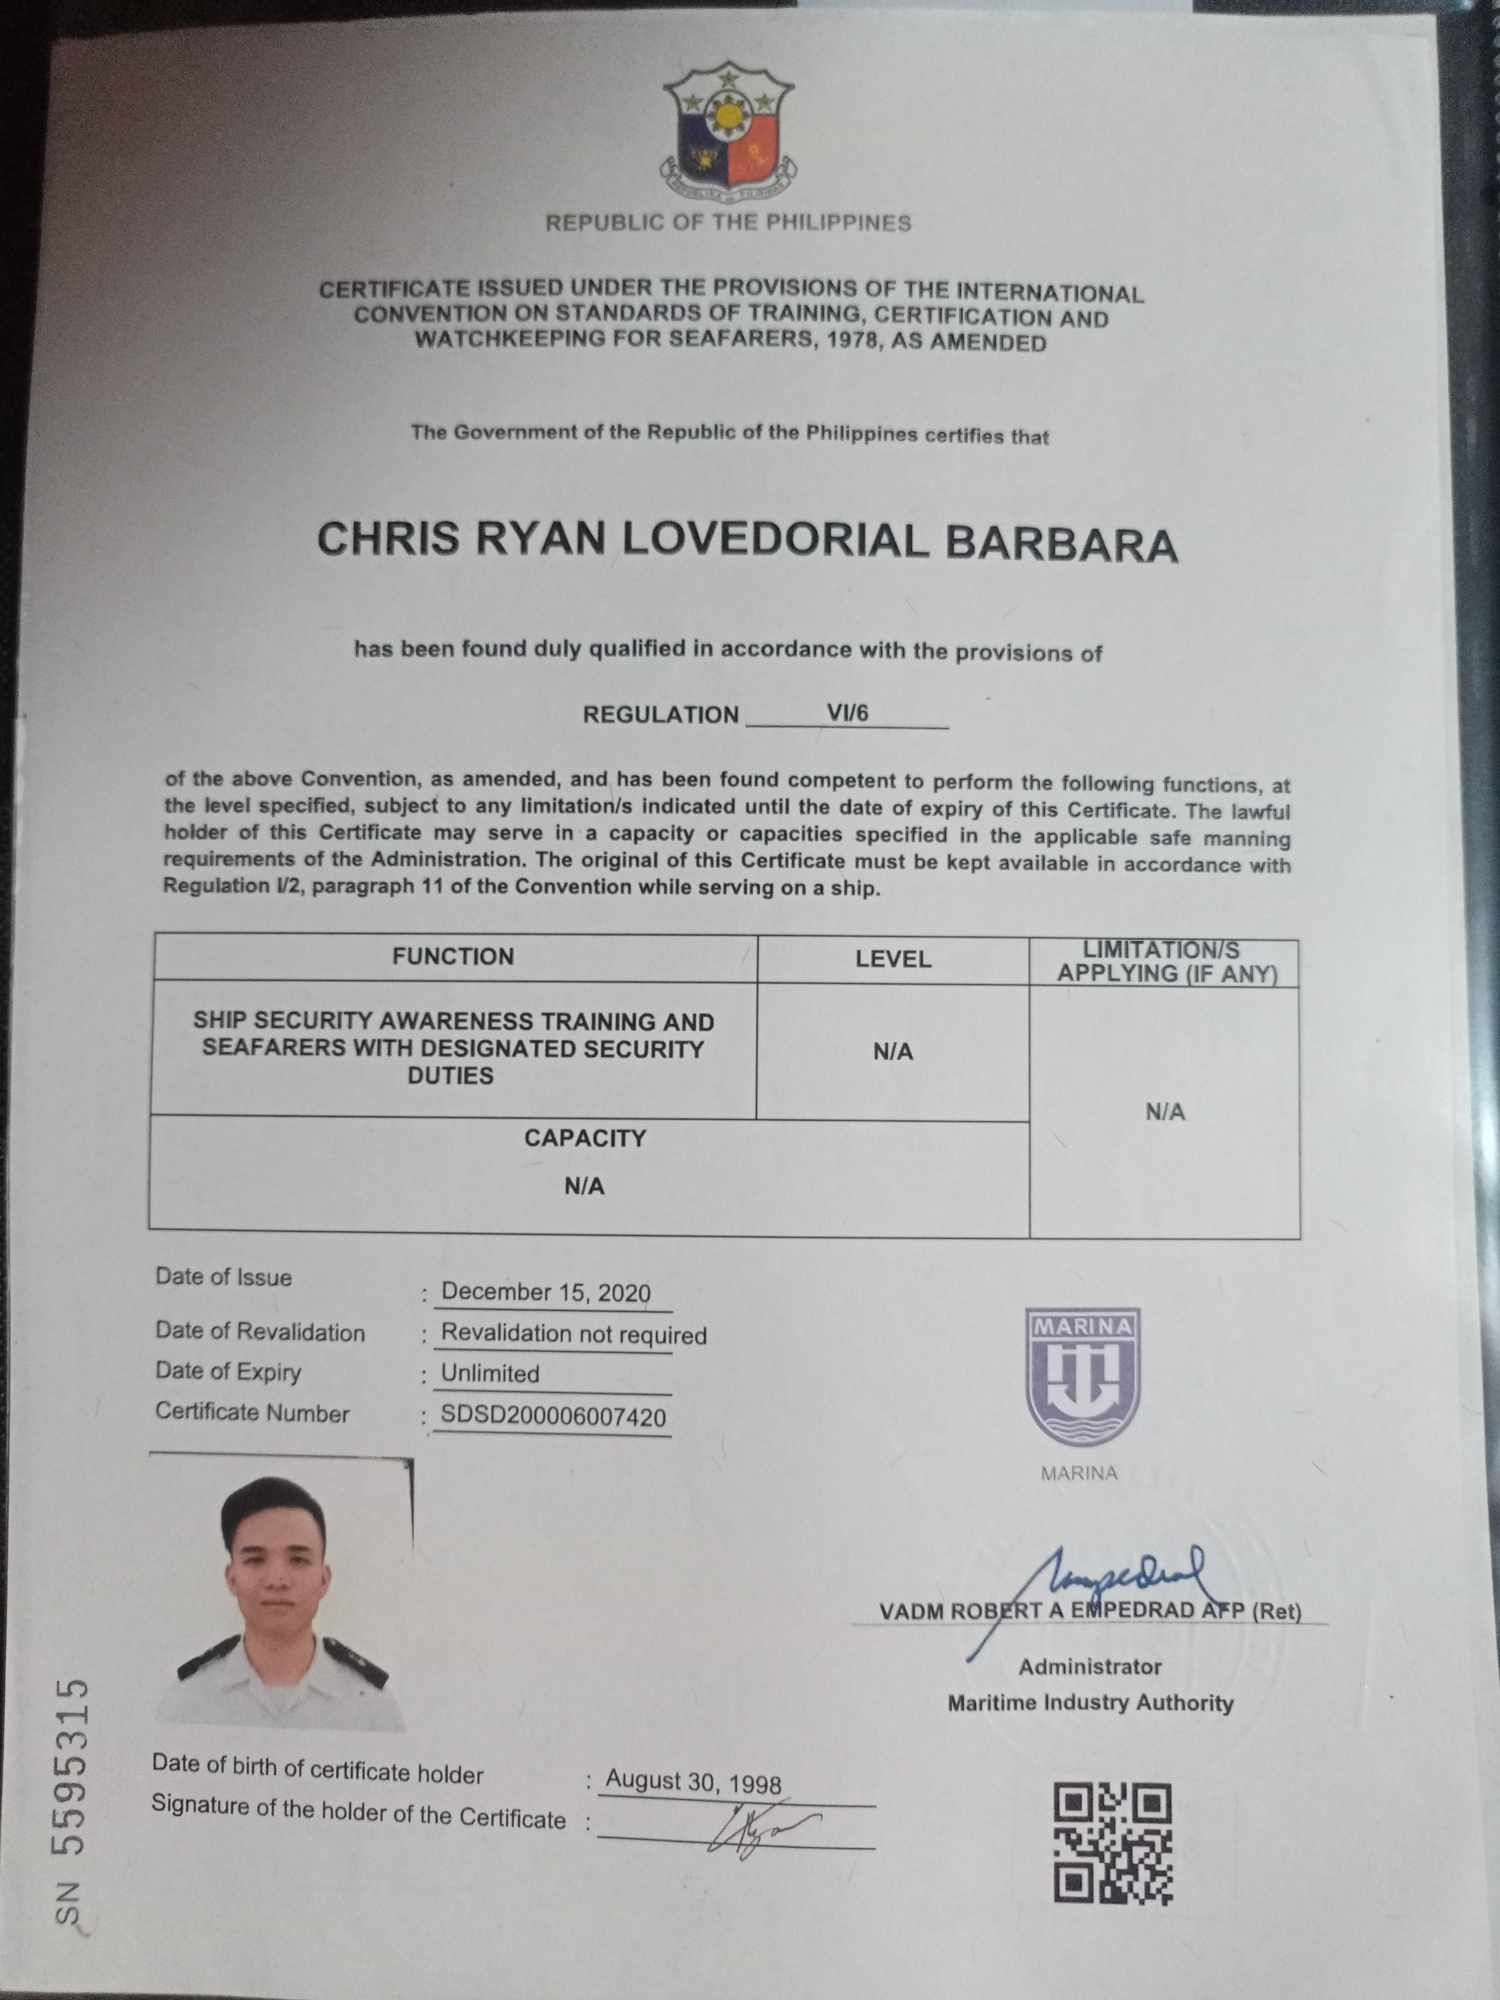 REPUBLIC OF THE PHILIPPINES
CERTIFICATE ISSUED UNDER THE PROVISIONS OF THE INTERNATIONAL
CONVENTION ON STANDARDS OF TRAINING, CERTIFICATION AND
WATCHKEEPING FOR SEAFARERS, 1978, AS AMENDED
The Government of the Republic of the Philippines certifies that
CHRIS RYAN LOVEDORIAL BARBARA
has been found duly qualified in accordance with the provisions of
REGULATION VI/6
of the above Convention, as amended, and has been found competent to perform the following functions, at
the level specified, subject to any limitation/s indicated until the date of expiry of this Certificate. The lawful
holder of this Certificate may serve in a capacity or capacities specified in the applicable safe manning
requirements of the Administration. The original of this Certificate must be kept available in accordance with
Regulation I/2, paragraph 11 of the Convention while serving on a ship.
FUNCTION
LEVEL
LIMITATION/S
APPLYING (IF ANY)
SHIP SECURITY AWARENESS TRAINING AND
SEAFARERS WITH DESIGNATED SECURITY
DUTIES
N/A
N/A
CAPACITY
N/A
Date of Issue : December 15, 2020
Date of Revalidation : Revalidation not required
Date of Expiry : Unlimited
Certificate Number : SDSD200006007420
MARINA
MARINA
VADM ROBERT A EMPEDRAD AFP (Ret)
Administrator
Maritime Industry Authority
Date of birth of certificate holder : August 30, 1998
Signature of the holder of the Certificate :
SN 5595315